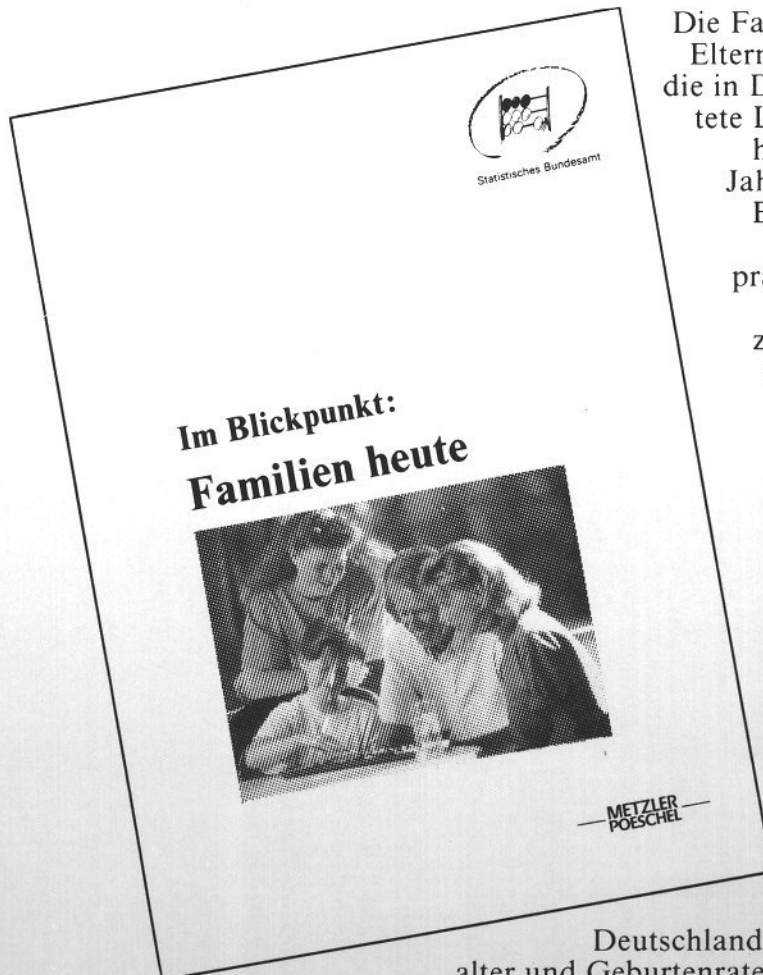 Statistisches Bundesamt
Im Blickpunkt:
Familien heute
METZLER
POESCHEL
Die Fa
Eltern
die in D
tete L
h
Jah
E
pra
z
Deutschland
alter und Geburtenrate